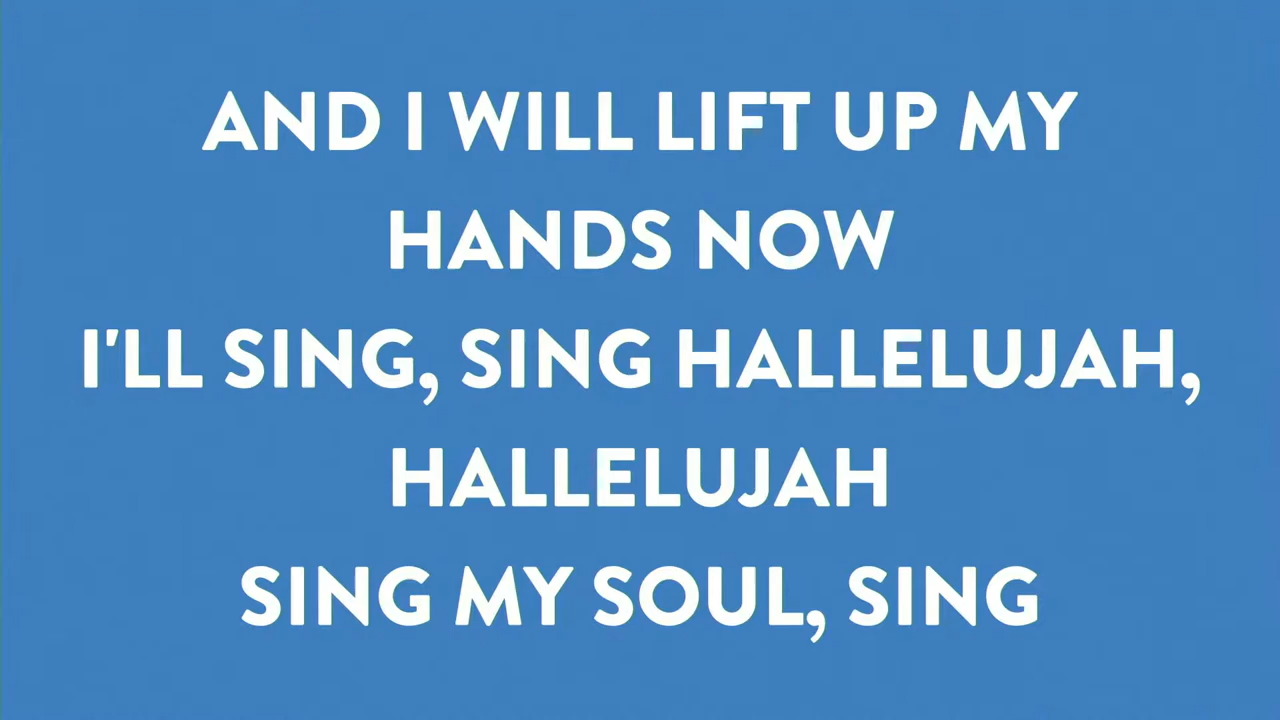 AND I WILL LIFT UP MY
HANDS NOW
I'LL SING, SING HALLELUJAH,
HALLELUJAH
SING MY SOUL, SING